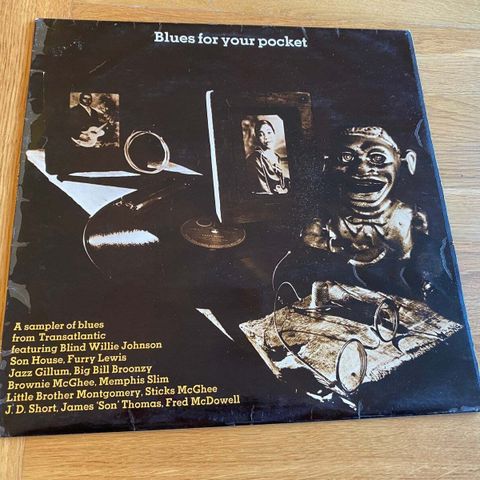 Blues for your pocket
A sampler of blues
from Transatlantic
featuring Blind Willie Johnson
Son House, Furry Lewis
Jazz Gillum, Big Bill Broonzy
Brownie McGhee, Memphis Slim
Little Brother Montgomery, Sticks McGhee
J. D. Short, James 'Son' Thomas, Fred McDowell